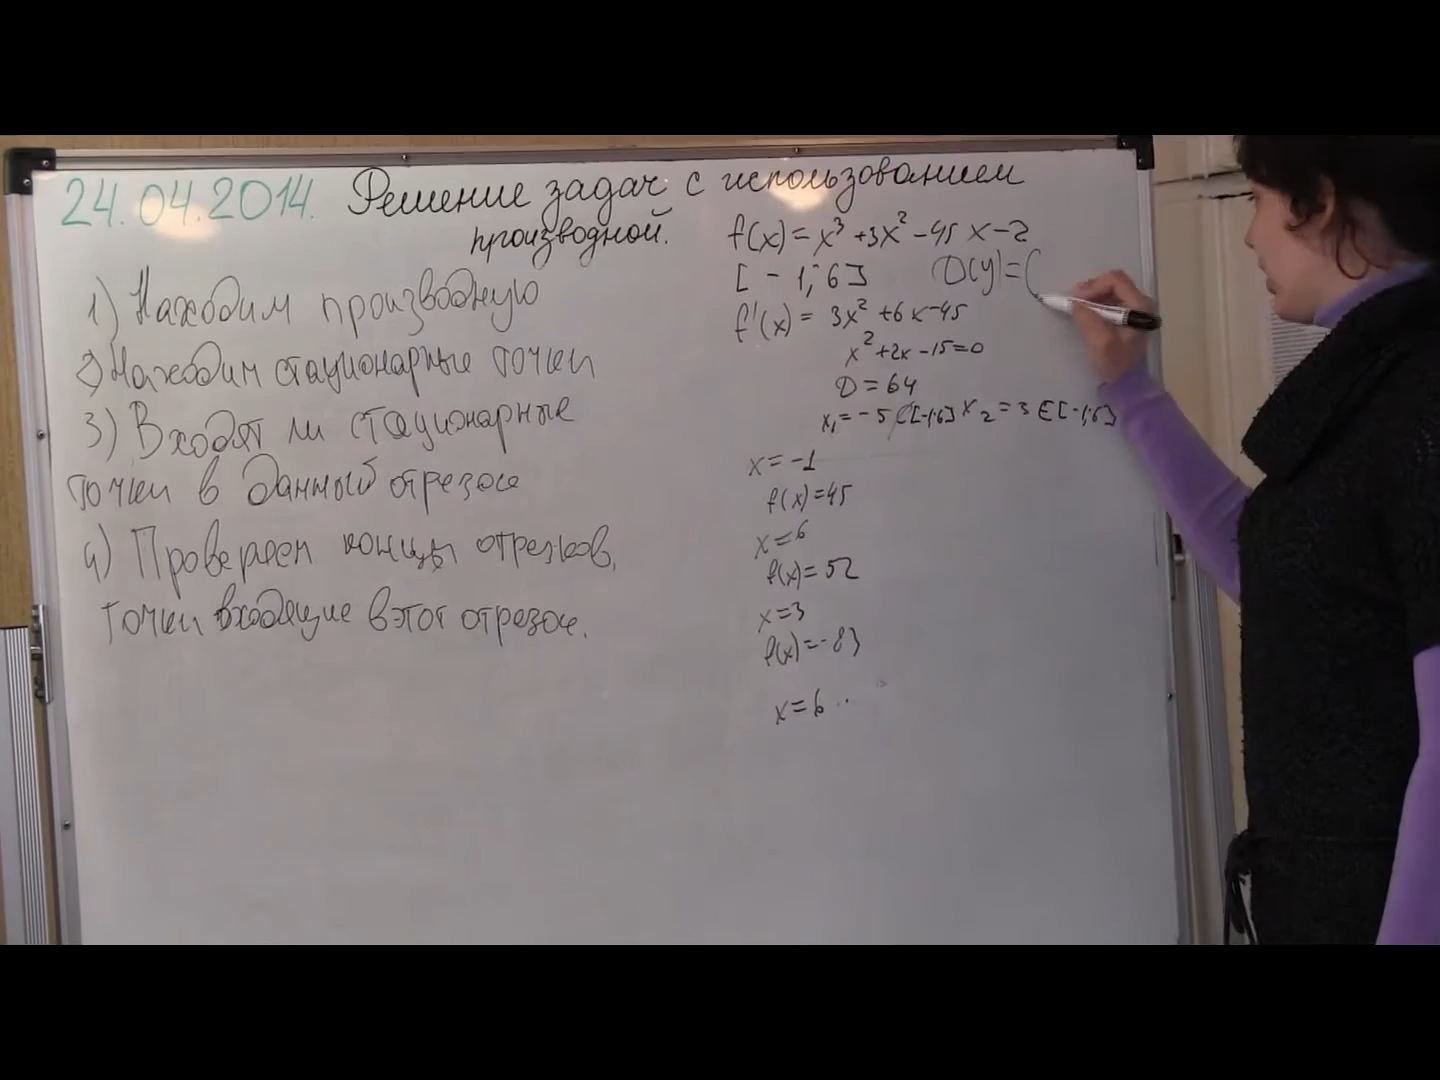 24.04.2014. Решение задач с использованием
производной.
1) Находим производную
2) Находим стационарные точки
3) Входят ли стационарные
точки в данный отрезок
4) Проверяем концы отрезков,
точки входящие в этот отрезок.
f(x) = x³ + 3x² - 45x - 2
[-1; 6] D(y) = (
f'(x) = 3x² + 6x - 45
x² + 2x - 15 = 0
D = 64
x₁ = -5 ∉ [-1;6] x₂ = 3 ∈ [-1;6]
x = -1
f(x) = 45
x = 6
f(x) = 52
x = 3
f(x) = -83
x = 6 ..